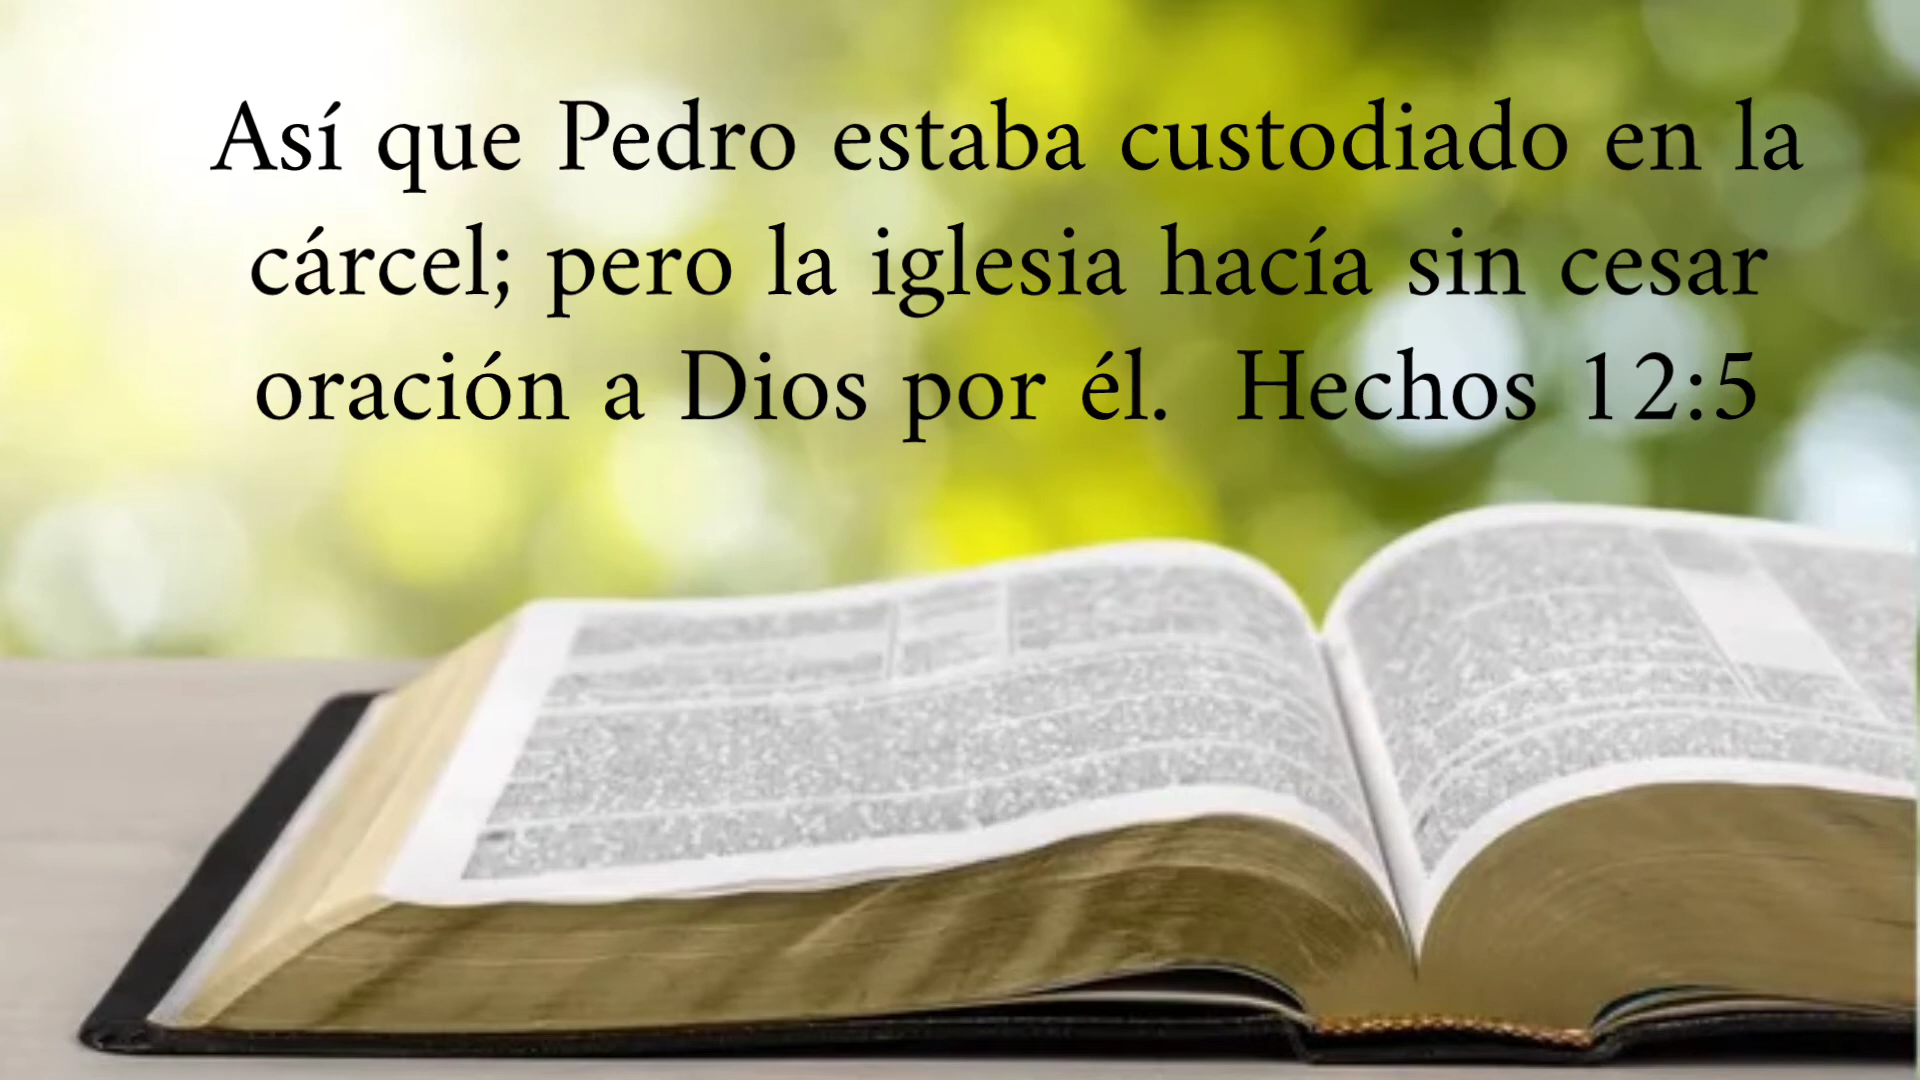 Así que Pedro estaba custodiado en la
cárcel; pero la iglesia hacía sin cesar
oración a Dios por él.  Hechos 12:5